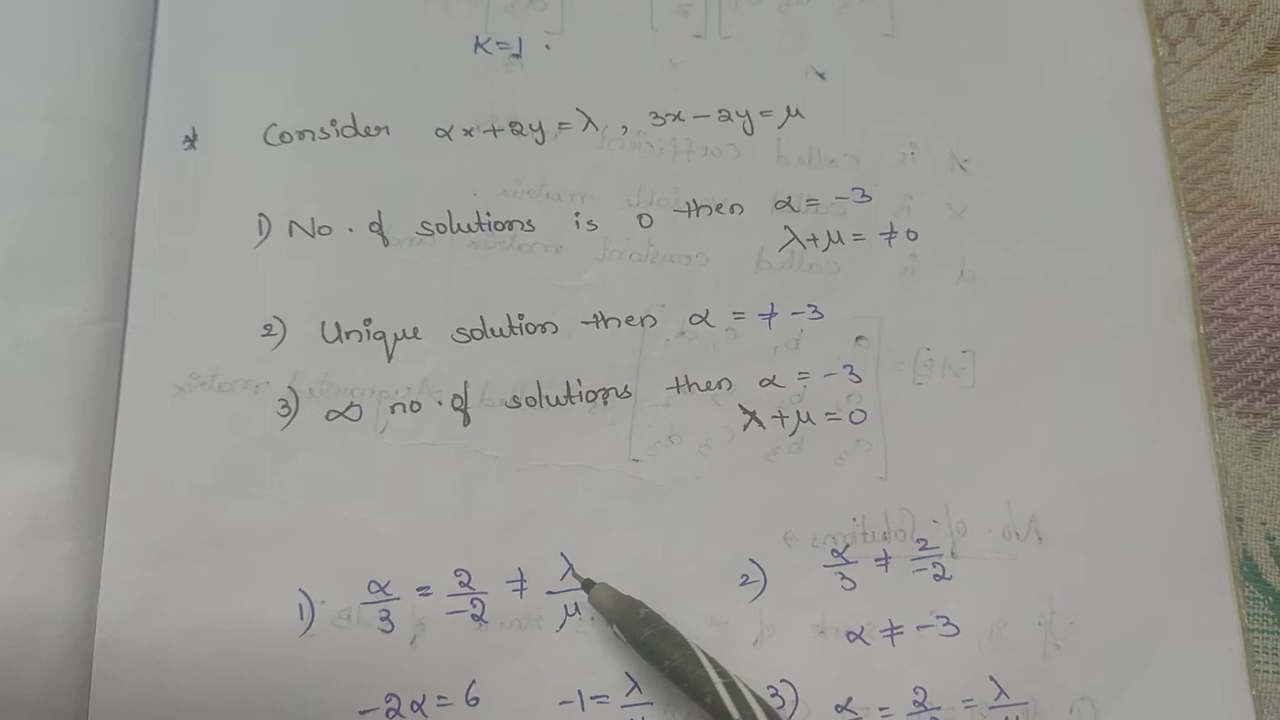 K=1 .
* Consider αx+2y=λ, 3x-2y=μ
1) No. of solutions is 0 then α=-3
λ+μ= ≠0
2) Unique solution then α = ≠ -3
3) ∞ no. of solutions then α = -3
λ+μ=0
1) α/3 = 2/-2 ≠ λ/μ
2) α/3 ≠ 2/-2
α ≠ -3
-2α=6 -1=λ
3) α = 2 = λ